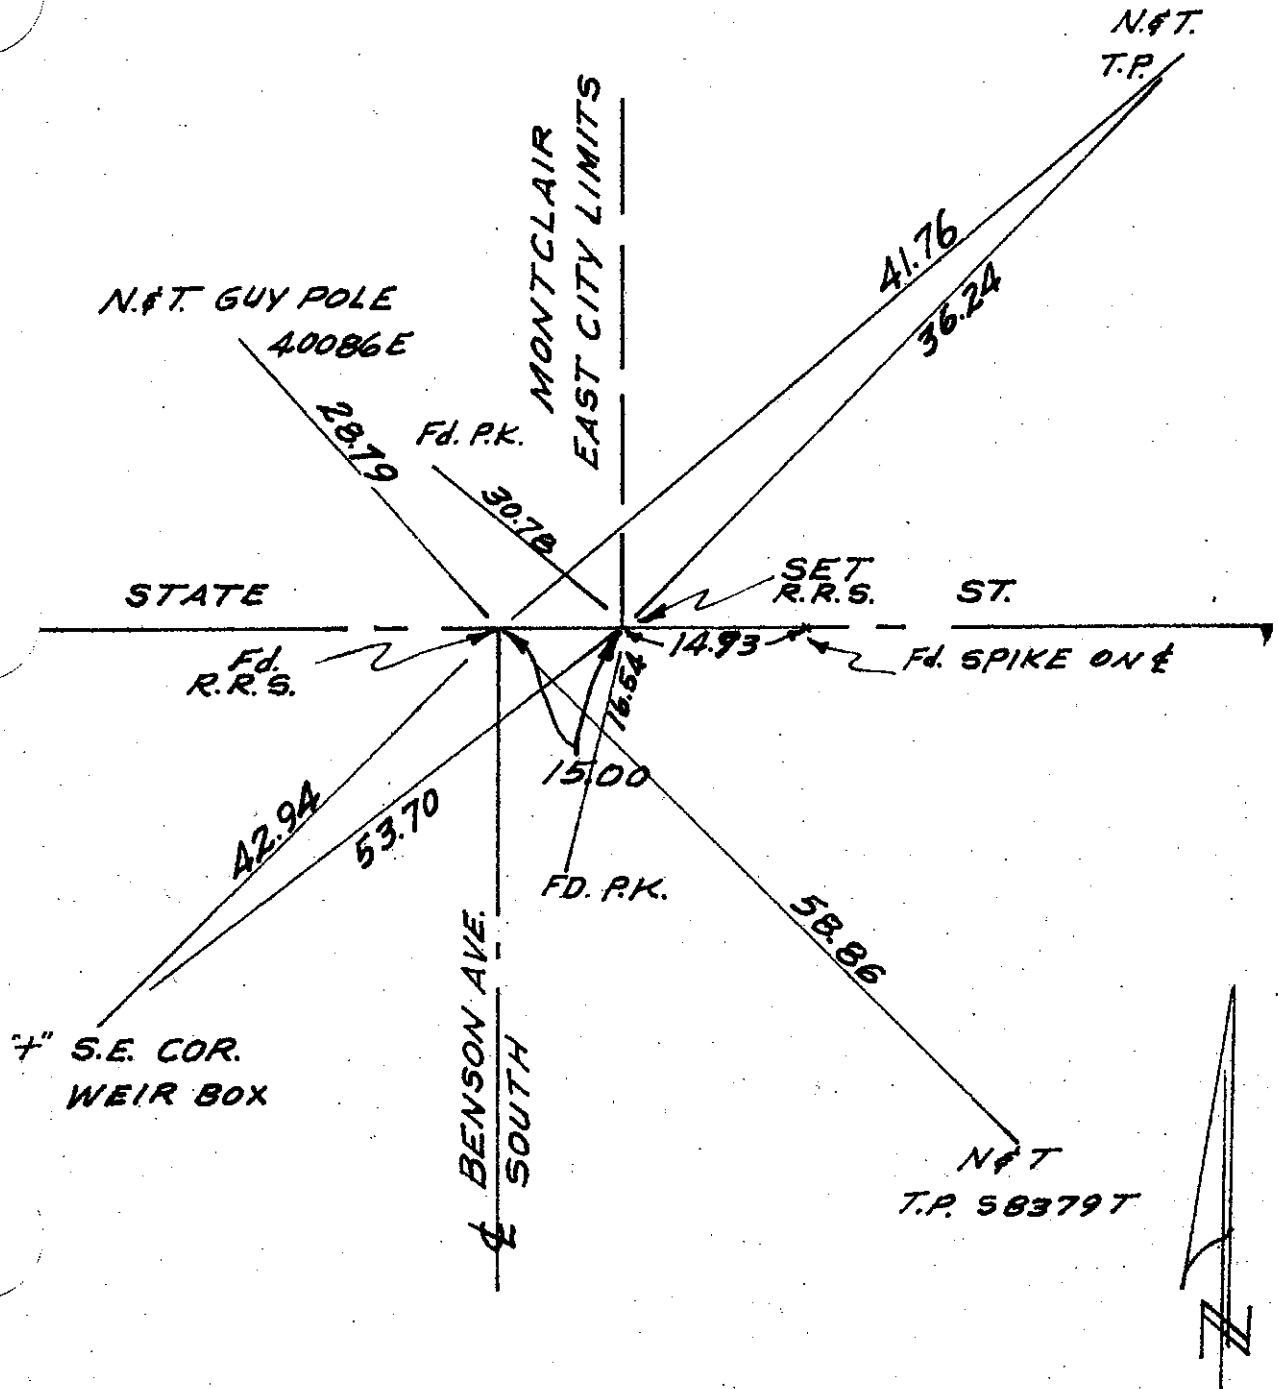 N.&T.
T.P.
MONTCLAIR
EAST CITY LIMITS
41.76
36.24
N.&T. GUY POLE
40086E
28.79
Fd. P.K.
30.78
STATE
SET
R.R.S.
ST.
Fd.
R.R.S.
14.93
Fd. SPIKE ON ℄
16.54
15.00
42.94
53.70
FD. P.K.
58.86
℄ BENSON AVE.
SOUTH
"+" S.E. COR.
WEIR BOX
N&T
T.P. S8379T
N